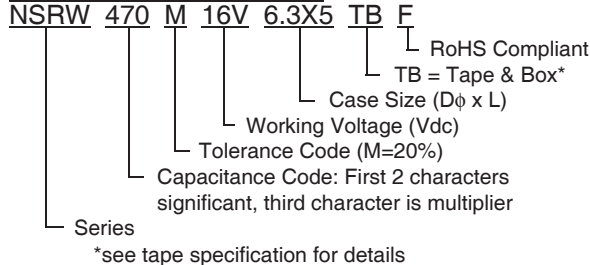 NSRW 470 M 16V 6.3X5 TB F
RoHS Compliant
TB = Tape & Box*
Case Size (Dϕ x L)
Working Voltage (Vdc)
Tolerance Code (M=20%)
Capacitance Code: First 2 characters
significant, third character is multiplier
Series
*see tape specification for details